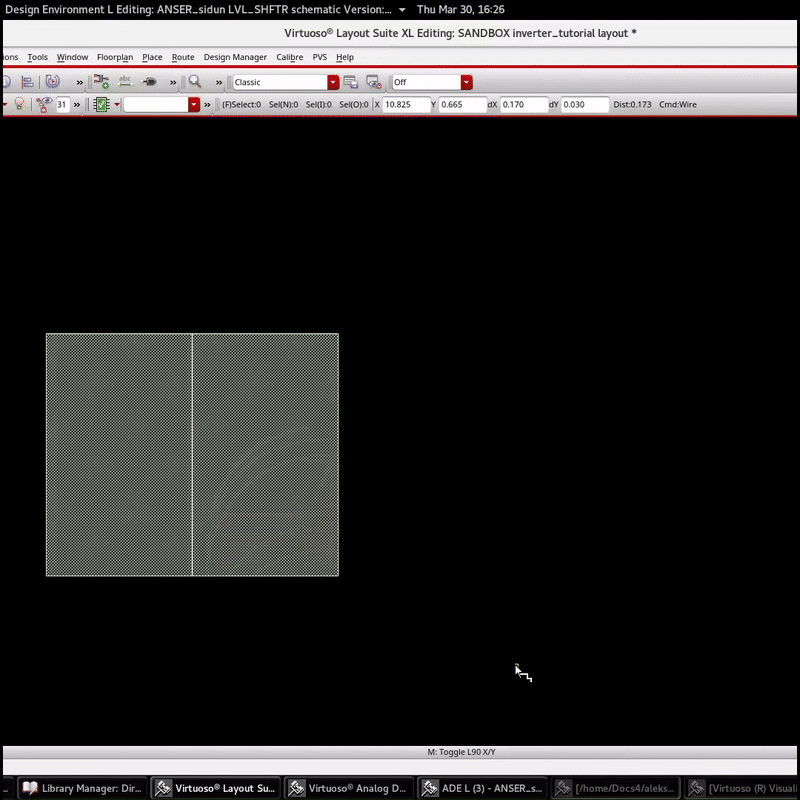 Design Environment L Editing: ANSER_sidun LVL_SHFTR schematic Version:... Thu Mar 30, 16:26
Virtuoso® Layout Suite XL Editing: SANDBOX inverter_tutorial layout *
ions Tools Window Floorplan Place Route Design Manager Calibre PVS Help
abc » » » Classic Off
31 » » (F)Select:0 Sel(N):0 Sel(I):0 Sel(O):0 X 10.825 Y 0.665 dX 0.170 dY 0.030 Dist:0.173 Cmd:Wire
M: Toggle L90 X/Y
... Library Manager: Dir... Virtuoso® Layout Su... Virtuoso® Analog D... ADE L (3) - ANSER_s... [/home/Docs4/aleks... [Virtuoso (R) Visuali